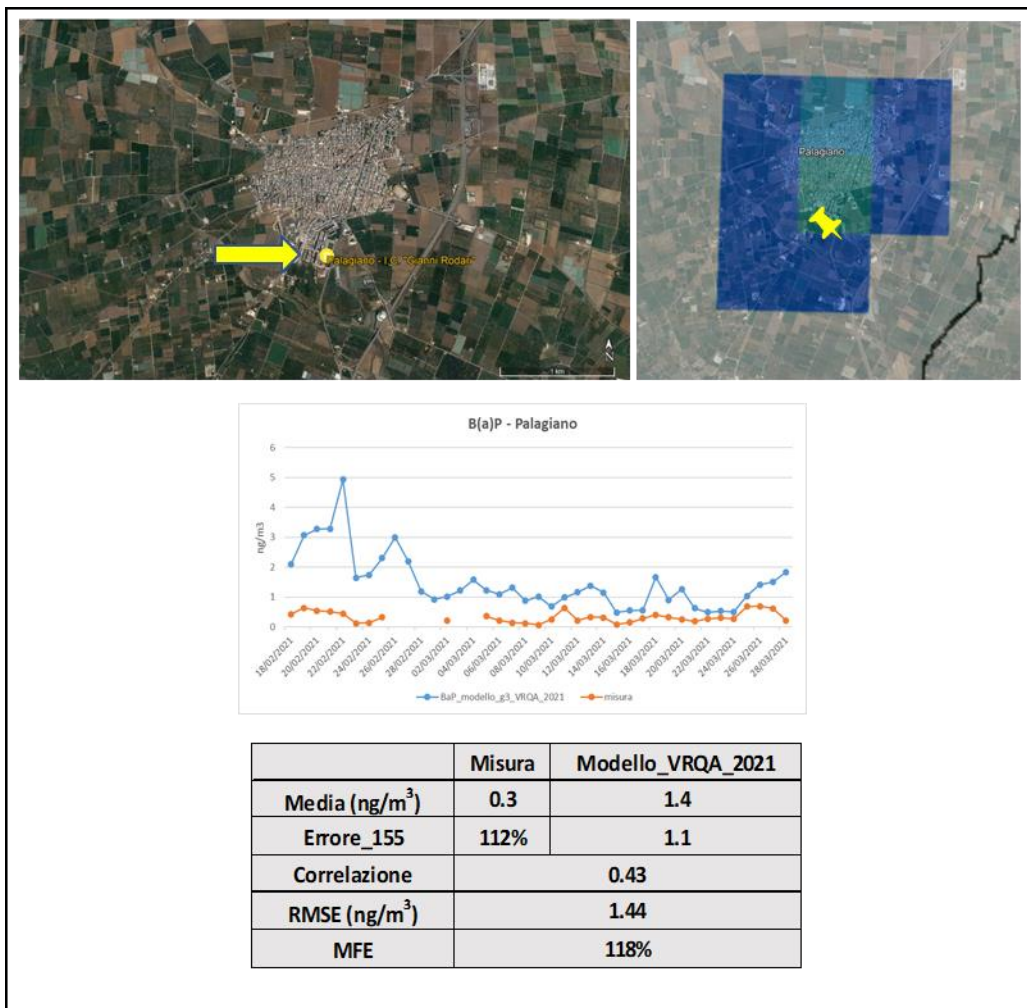 Palagiano - I.C. "Gianni Rodari"
N
1 km
Palagiano
B(a)P - Palagiano
6
5
4
3
2
1
0
ng/m3
18/02/2021
20/02/2021
22/02/2021
24/02/2021
26/02/2021
28/02/2021
02/03/2021
04/03/2021
06/03/2021
08/03/2021
10/03/2021
12/03/2021
14/03/2021
16/03/2021
18/03/2021
20/03/2021
22/03/2021
24/03/2021
26/03/2021
28/03/2021
BaP_modello_g3_VRQA_2021 misura
Misura Modello_VRQA_2021
Media (ng/m³) 0.3 1.4
Errore_155 112% 1.1
Correlazione 0.43
RMSE (ng/m³) 1.44
MFE 118%